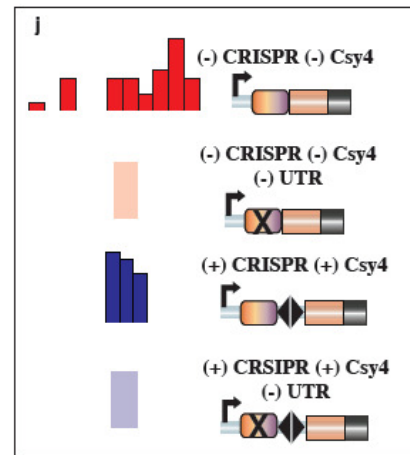 j
(-) CRISPR (-) Csy4
(-) CRISPR (-) Csy4
(-) UTR
X
(+) CRISPR (+) Csy4
(+) CRSIPR (+) Csy4
(-) UTR
X